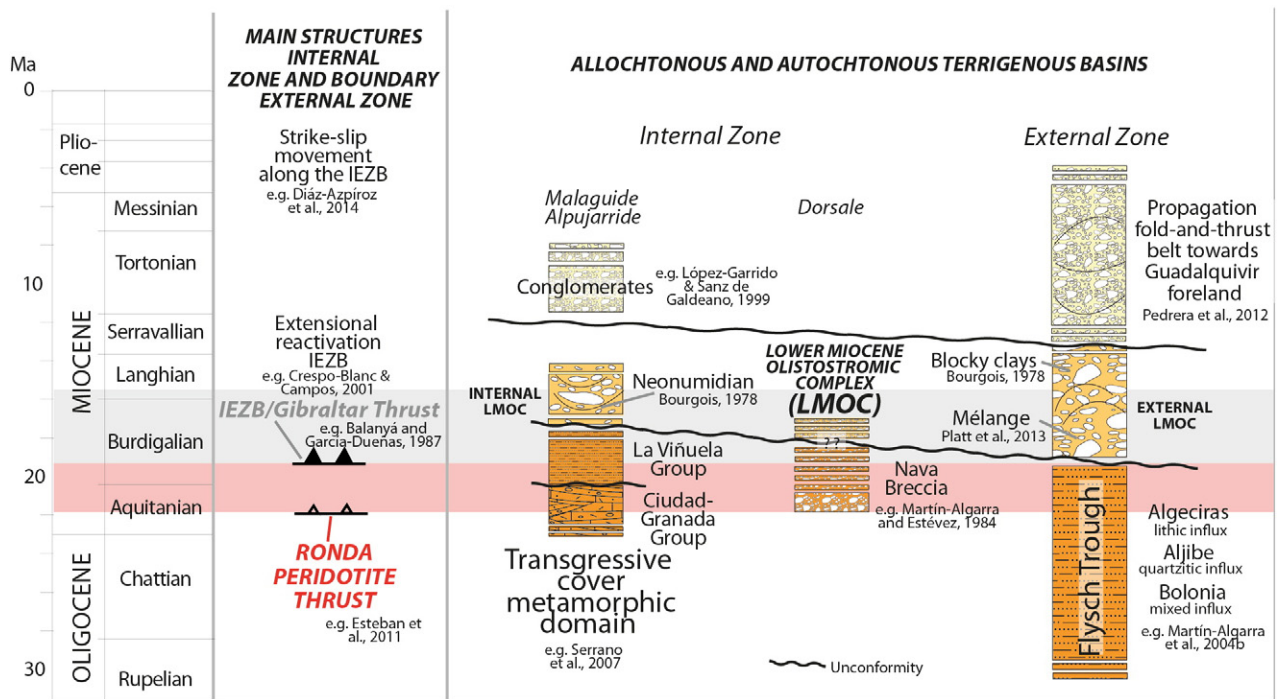 Ma
0
10
20
30
Plio-
cene
MIOCENE
OLIGOCENE
Messinian
Tortonian
Serravallian
Langhian
Burdigalian
Aquitanian
Chattian
Rupelian
MAIN STRUCTURES
INTERNAL
ZONE AND BOUNDARY
EXTERNAL ZONE
Strike-slip
movement
along the IEZB
e.g. Diáz-Azpíroz
et al., 2014
Extensional
reactivation
IEZB
e.g. Crespo-Blanc &
Campos, 2001
IEZB/Gibraltar Thrust
e.g. Balanyá and
García-Dueñas, 1987
RONDA
PERIDOTITE
THRUST
e.g. Esteban et
al., 2011
ALLOCHTONOUS AND AUTOCHTONOUS TERRIGENOUS BASINS
Internal Zone
Malaguide
Alpujarride
Dorsale
Conglomerates
e.g. López-Garrido
& Sanz de
Galdeano, 1999
INTERNAL
LMOC
Neonumidian
Bourgois, 1978
LOWER MIOCENE
OLISTOSTROMIC
COMPLEX
(LMOC)
? ?
La Viñuela
Group
Ciudad-
Granada
Group
Nava
Breccia
e.g. Martín-Algarra
and Estévez, 1984
Transgressive
cover
metamorphic
domain
e.g. Serrano
et al., 2007
Unconformity
External Zone
Propagation
fold-and-thrust
belt towards
Guadalquivir
foreland
Pedrera et al., 2012
Blocky clays
Bourgois, 1978
Mélange
Platt et al., 2013
EXTERNAL
LMOC
Flysch Trough
Algeciras
lithic influx
Aljibe
quartzitic influx
Bolonia
mixed influx
e.g. Martín-Algarra
et al., 2004b